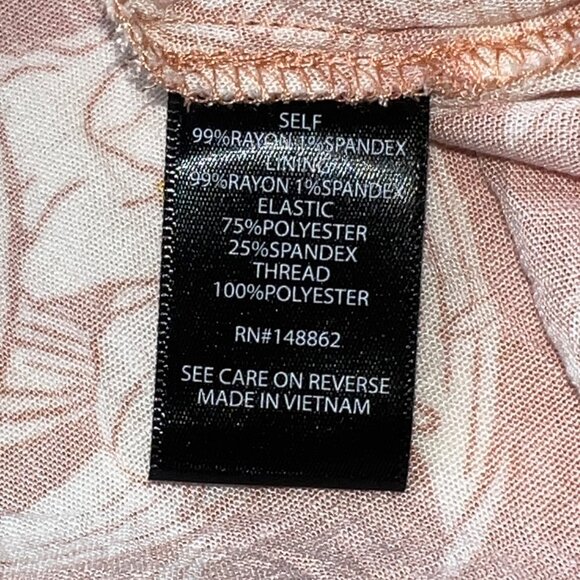 SELF
99%RAYON 1%SPANDEX
LINING
99%RAYON 1%SPANDEX
ELASTIC
75%POLYESTER
25%SPANDEX
THREAD
100%POLYESTER
RN#148862
SEE CARE ON REVERSE
MADE IN VIETNAM